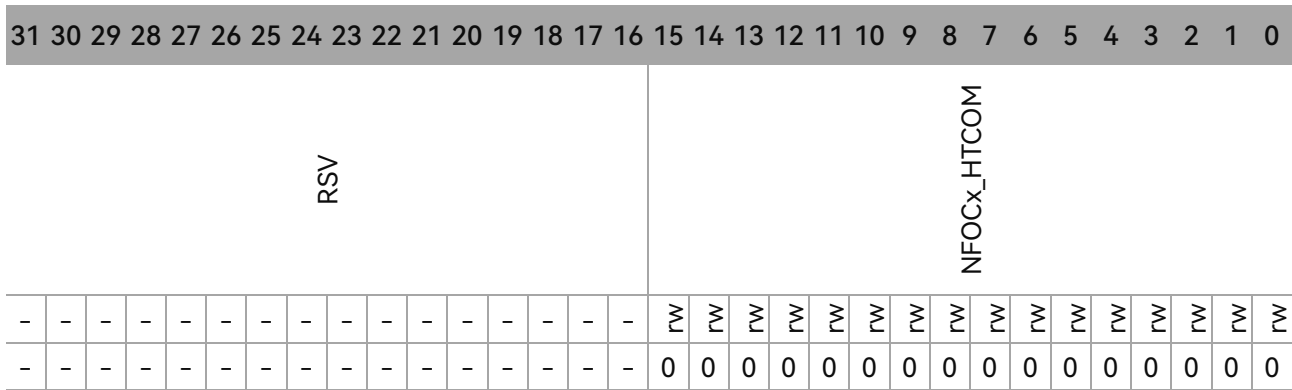 31 30 29 28 27 26 25 24 23 22 21 20 19 18 17 16 15 14 13 12 11 10 9 8 7 6 5 4 3 2 1 0
RSV NFOCx_HTCOM
– – – – – – – – – – – – – – – – rw rw rw rw rw rw rw rw rw rw rw rw rw rw rw rw
– – – – – – – – – – – – – – – – 0 0 0 0 0 0 0 0 0 0 0 0 0 0 0 0